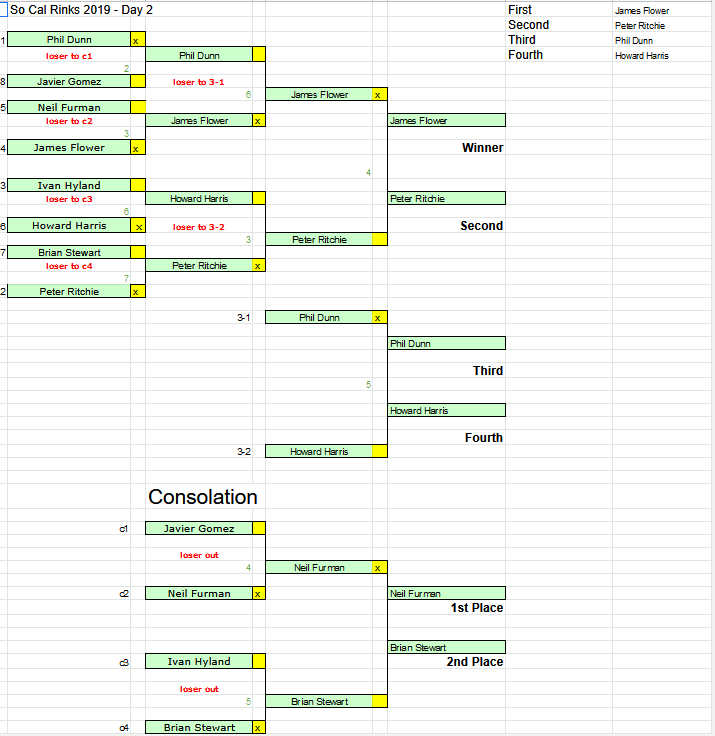 So Cal Rinks 2019 - Day 2
First James Flower
Second Peter Ritchie
Third Phil Dunn
Fourth Howard Harris
1 Phil Dunn x
loser to c1
Phil Dunn
2
8 Javier Gomez
loser to 3-1
6
James Flower x
5 Neil Furman
loser to c2
James Flower x
James Flower
3
4 James Flower x
Winner
4
3 Ivan Hyland
loser to c3
Howard Harris
Peter Ritchie
6
6 Howard Harris x
loser to 3-2
Second
3
Peter Ritchie
7 Brian Stewart
loser to c4
Peter Ritchie x
7
2 Peter Ritchie x
3-1 Phil Dunn x
Phil Dunn
Third
5
Howard Harris
Fourth
3-2 Howard Harris
Consolation
c1 Javier Gomez
loser out
4
Neil Furman x
c2 Neil Furman x
Neil Furman
1st Place
Brian Stewart
2nd Place
c3 Ivan Hyland
loser out
5
Brian Stewart
c4 Brian Stewart x